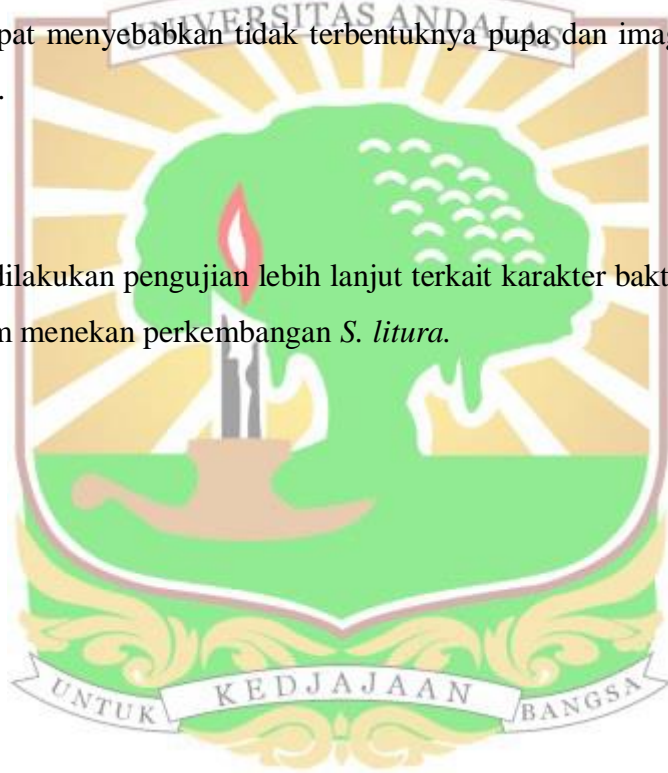 UNIVERSITAS ANDALAS
pat menyebabkan tidak terbentuknya pupa dan imag
.
dilakukan pengujian lebih lanjut terkait karakter bakt
m menekan perkembangan S. litura.
UNTUK KEDJAJAAN BANGSA